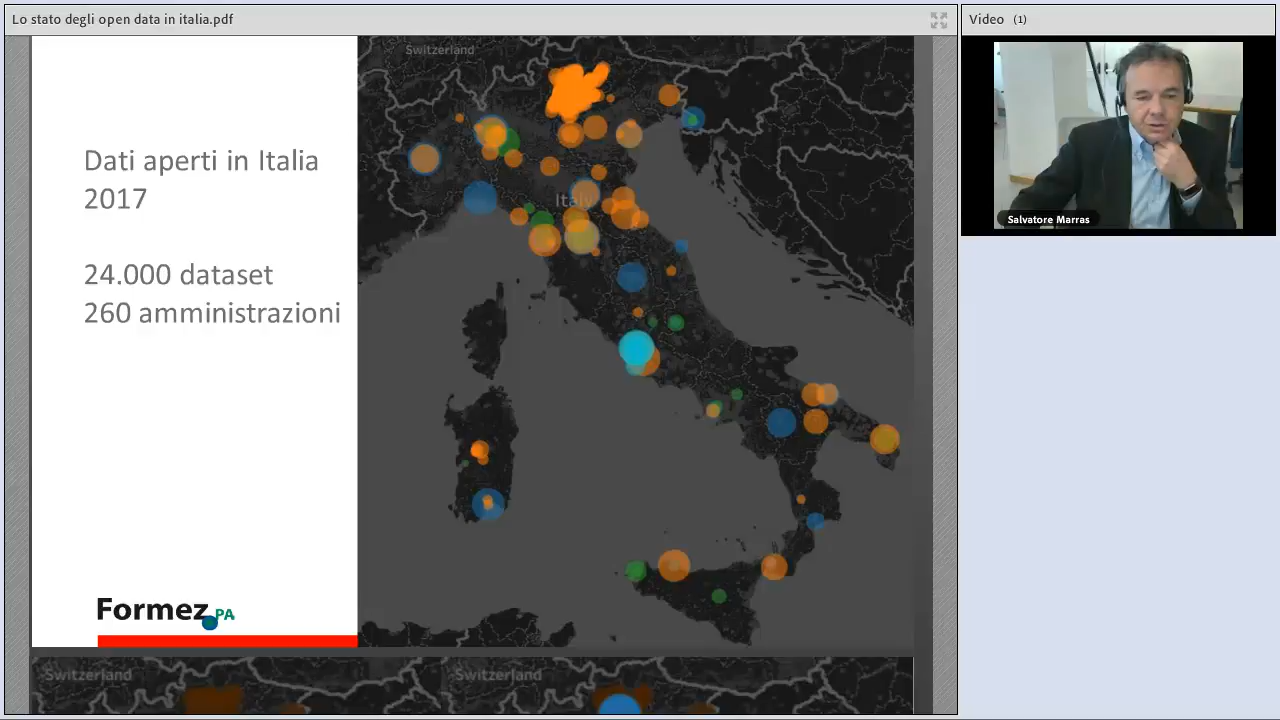 Lo stato degli open data in italia.pdf
Video (1)
Switzerland
Dati aperti in Italia
2017
Italy
24.000 dataset
260 amministrazioni
Salvatore Marras
Formez PA
Switzerland
Switzerland